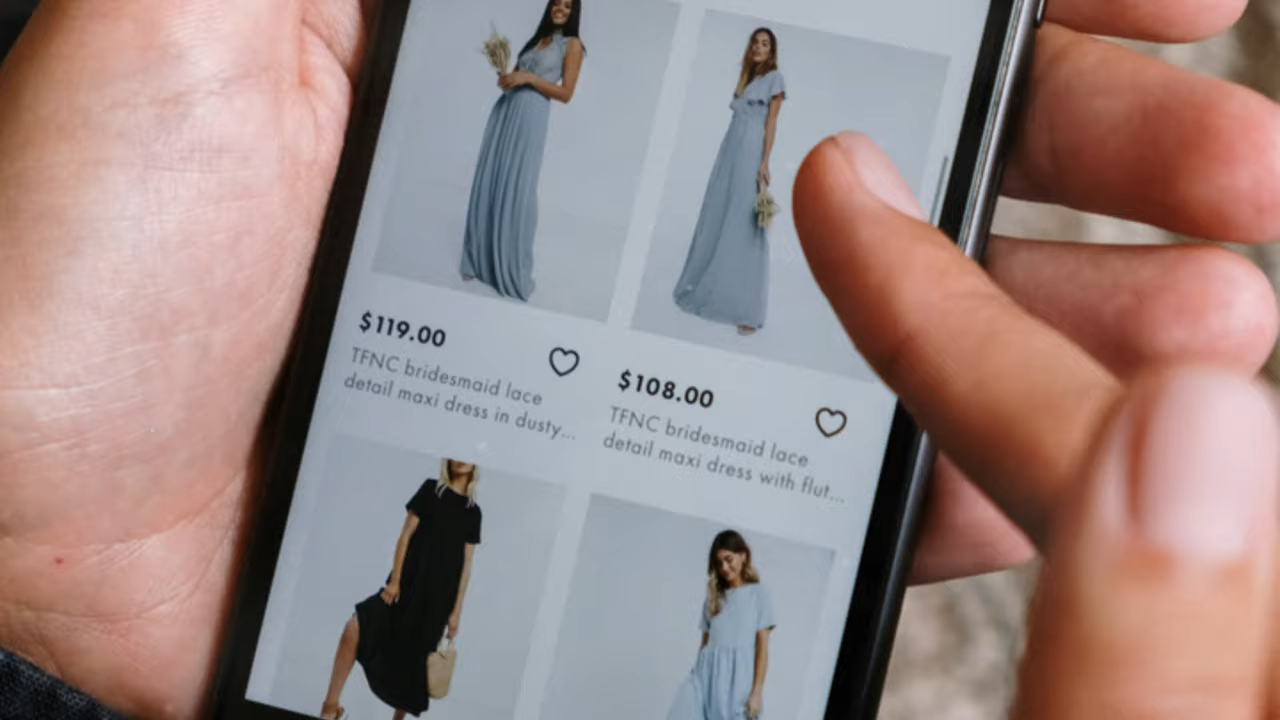 $119.00
TFNC bridesmaid lace
detail maxi dress in dusty...
$108.00
TFNC bridesmaid lace
detail maxi dress with flut...